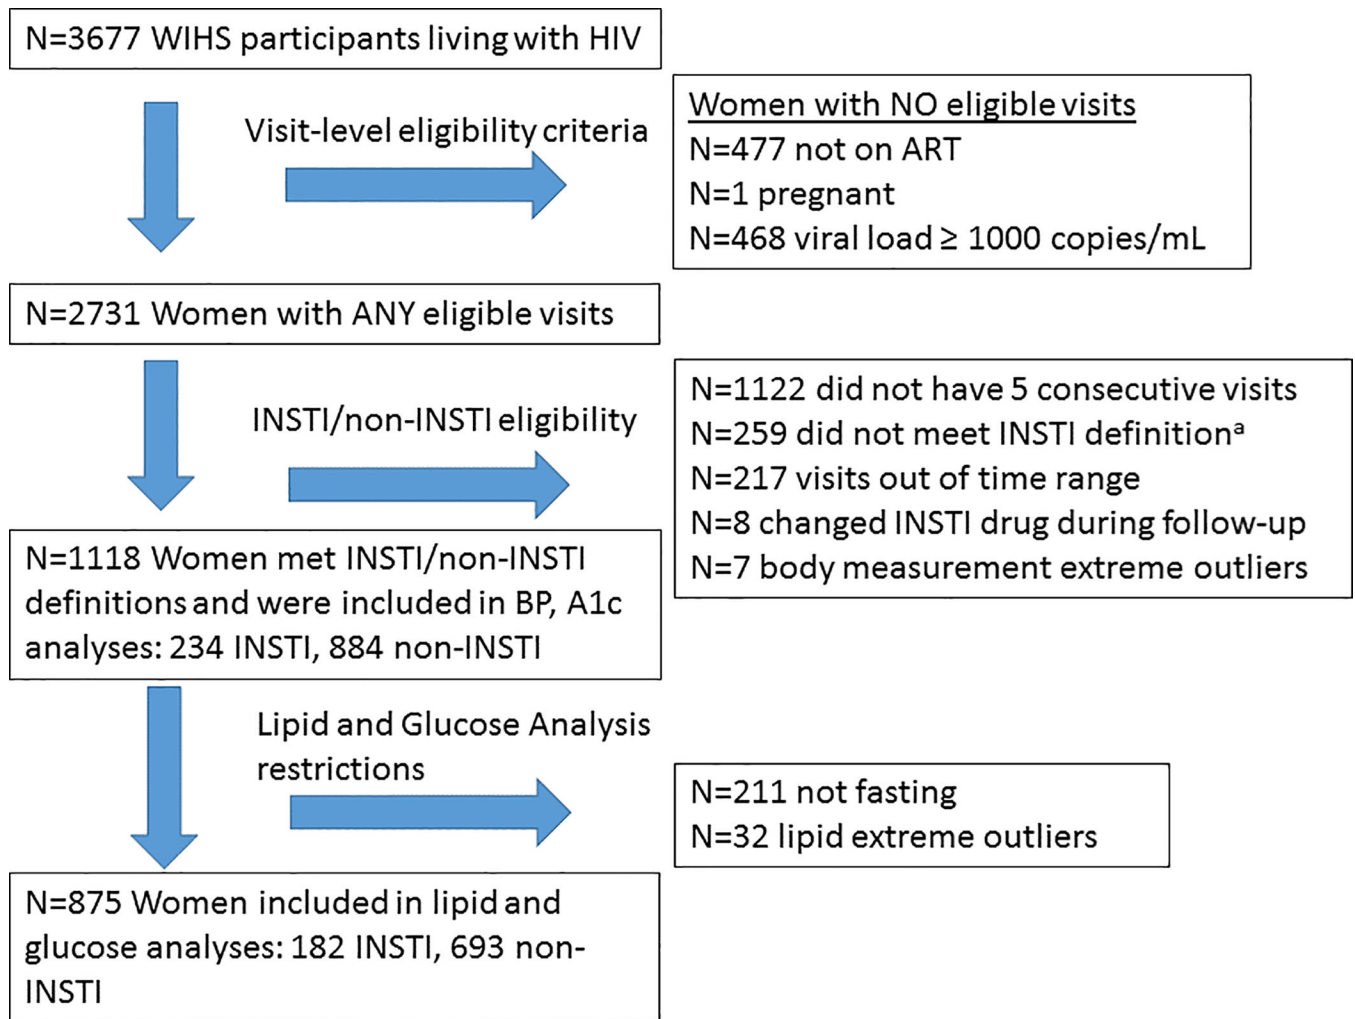 N=3677 WIHS participants living with HIV
Visit-level eligibility criteria
Women with NO eligible visits
N=477 not on ART
N=1 pregnant
N=468 viral load ≥ 1000 copies/mL
N=2731 Women with ANY eligible visits
INSTI/non-INSTI eligibility
N=1122 did not have 5 consecutive visits
N=259 did not meet INSTI definitionᵃ
N=217 visits out of time range
N=8 changed INSTI drug during follow-up
N=7 body measurement extreme outliers
N=1118 Women met INSTI/non-INSTI
definitions and were included in BP, A1c
analyses: 234 INSTI, 884 non-INSTI
Lipid and Glucose Analysis
restrictions
N=211 not fasting
N=32 lipid extreme outliers
N=875 Women included in lipid and
glucose analyses: 182 INSTI, 693 non-
INSTI